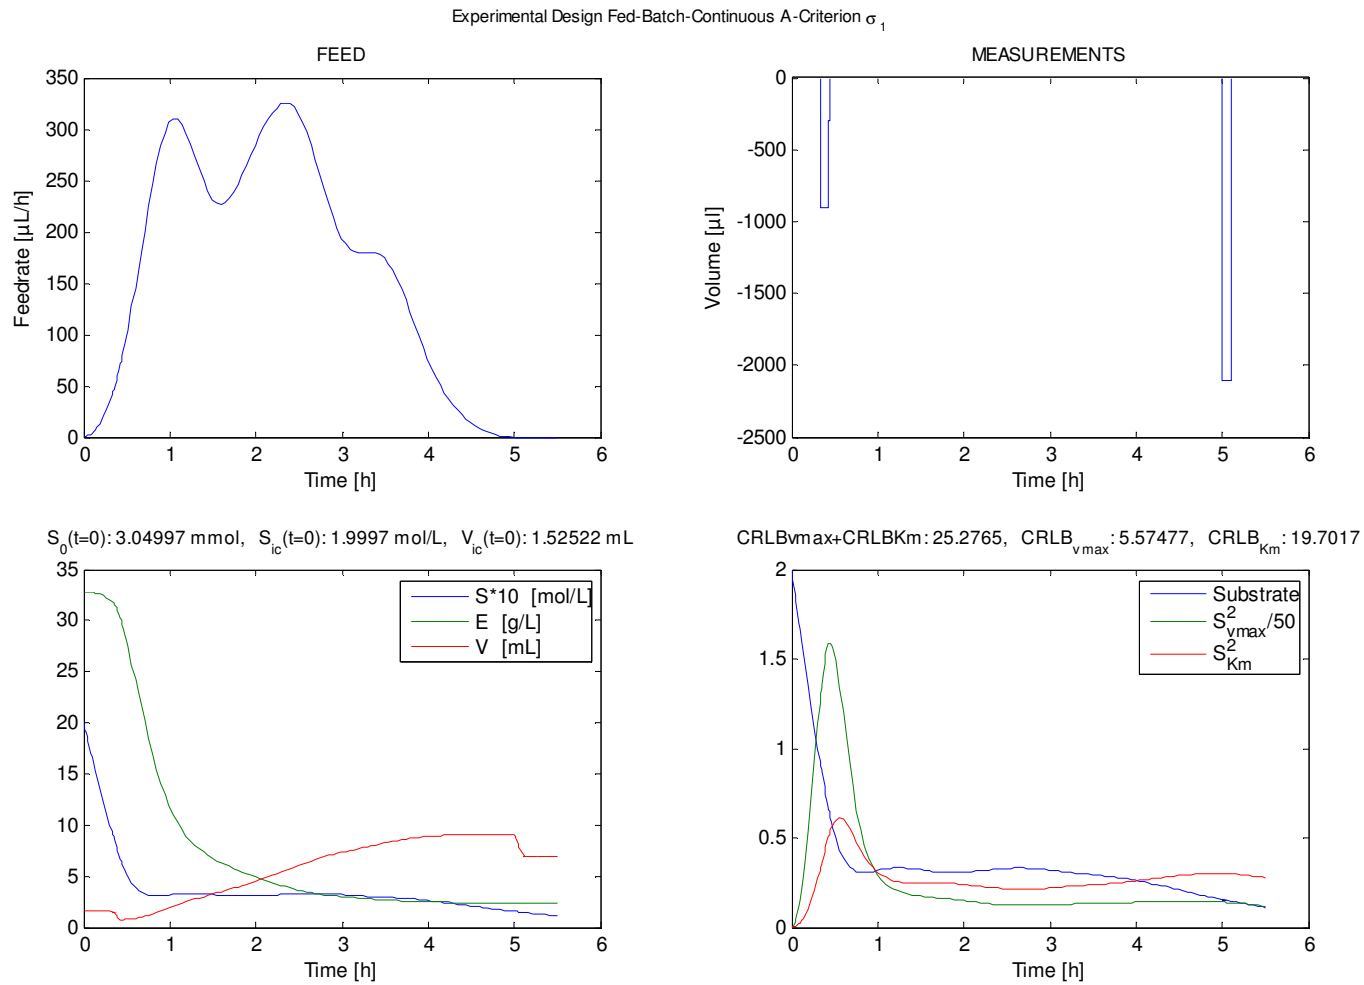 Experimental Design Fed-Batch-Continuous A-Criterion σ1
FEED
350
300
250
200
150
100
50
0
0 1 2 3 4 5 6
Feedrate [µL/h]
Time [h]
MEASUREMENTS
0
-500
-1000
-1500
-2000
-2500
0 1 2 3 4 5 6
Volume [µl]
Time [h]
S0(t=0): 3.04997 mmol, Sic(t=0): 1.9997 mol/L, Vic(t=0): 1.52522 mL
35
30
25
20
15
10
5
0
0 1 2 3 4 5 6
S*10 [mol/L]
E [g/L]
V [mL]
Time [h]
CRLBvmax+CRLBKm: 25.2765, CRLBvmax: 5.57477, CRLBKm: 19.7017
2
1.5
1
0.5
0
0 1 2 3 4 5 6
Substrate
S²vmax/50
S²Km
Time [h]